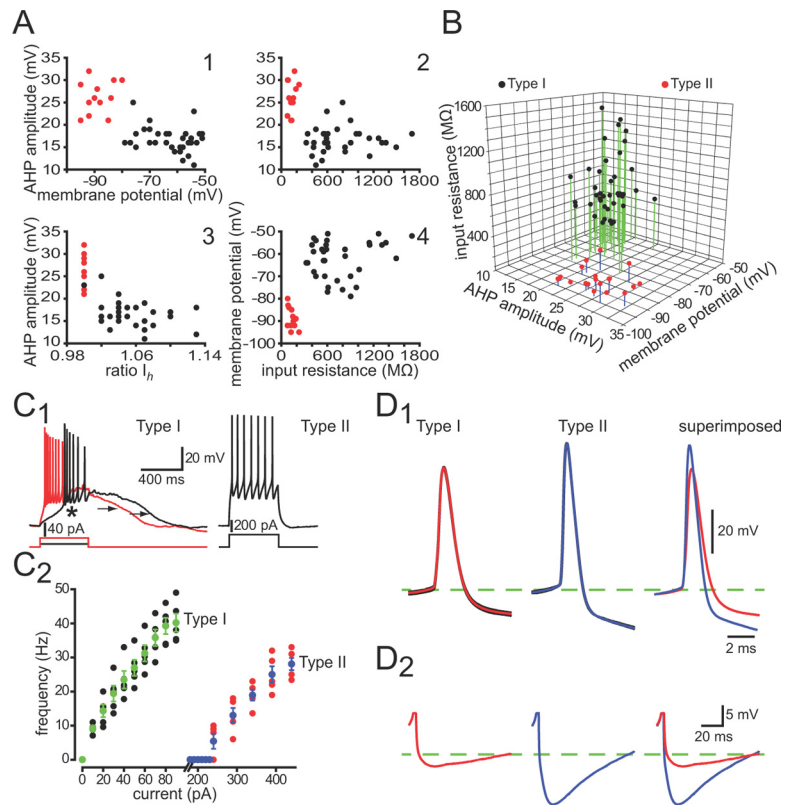 A
B
1
35
30
25
20
15
10
AHP amplitude (mV)
-90
-70
-50
membrane potential (mV)
2
35
30
25
20
15
10
0
600
1200
1800
input resistance (MΩ)
3
35
30
25
20
15
10
AHP amplitude (mV)
0.98
1.06
1.14
ratio Ih
4
-50
-60
-70
-80
-90
-100
membrane potential (mV)
0
600
1200
1800
input resistance (MΩ)
Type I
Type II
1600
1200
800
400
input resistance (MΩ)
10
15
20
25
30
35
AHP amplitude (mV)
-100
-90
-80
-70
-60
-50
membrane potential (mV)
C1
Type I
Type II
20 mV
400 ms
*
40 pA
200 pA
C2
50
40
30
20
10
0
frequency (Hz)
Type I
Type II
0
20
40
60
80
200
300
400
current (pA)
D1
Type I
Type II
superimposed
20 mV
2 ms
D2
5 mV
20 ms